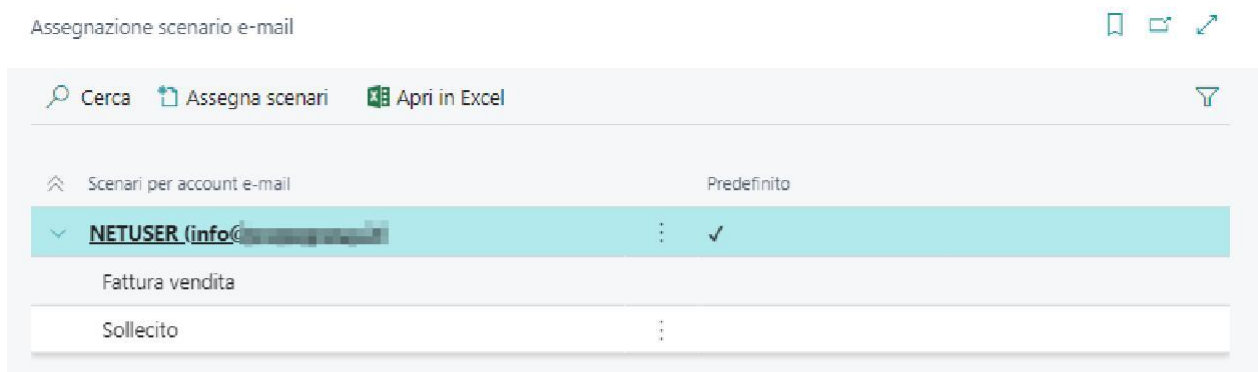 Assegnazione scenario e-mail
Cerca Assegna scenari Apri in Excel
Scenari per account e-mail Predefinito
NETUSER (info@
Fattura vendita
Sollecito